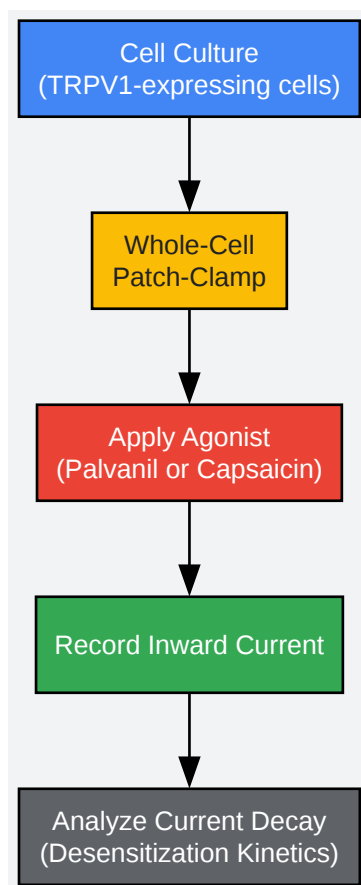 Cell Culture
(TRPV1-expressing cells)
Whole-Cell
Patch-Clamp
Apply Agonist
(Palvanil or Capsaicin)
Record Inward Current
Analyze Current Decay
(Desensitization Kinetics)